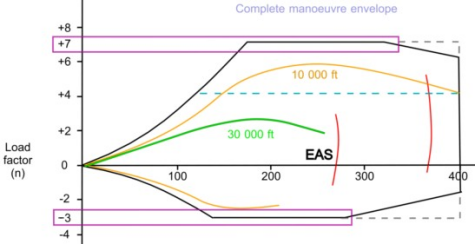 Complete manoeuvre envelope
+8
+7
+6
10 000 ft
+4
+2
30 000 ft
Load
factor
(n)
EAS
0
100
200
300
400
-2
-3
-4